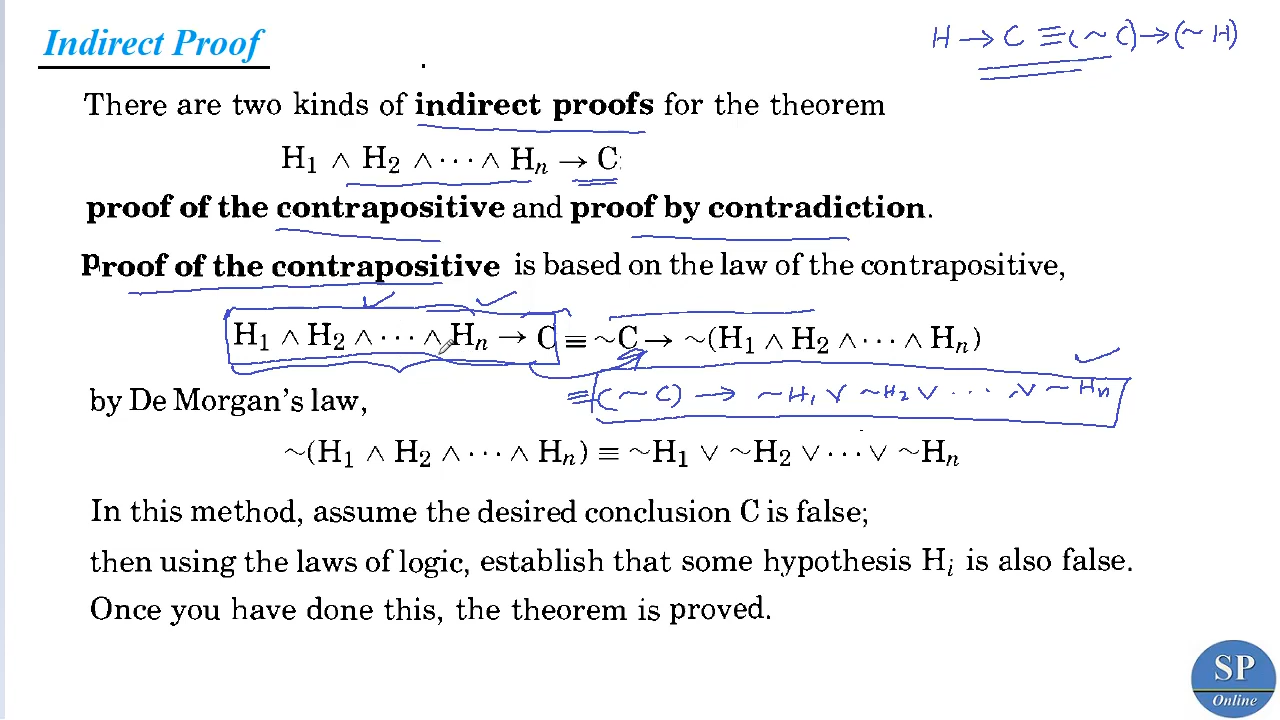 Indirect Proof
H → C ≡ (~ C) → (~ H)
There are two kinds of indirect proofs for the theorem
H₁ ∧ H₂ ∧ ··· ∧ Hₙ → C
proof of the contrapositive and proof by contradiction.
Proof of the contrapositive is based on the law of the contrapositive,
H₁ ∧ H₂ ∧ ··· ∧ Hₙ → C ≡ ~C → ~(H₁ ∧ H₂ ∧ ··· ∧ Hₙ)
≡ (~ C) → ~H₁ ∨ ~H₂ ∨ ··· ∨ ~Hₙ
by De Morgan's law,
~(H₁ ∧ H₂ ∧ ··· ∧ Hₙ) ≡ ~H₁ ∨ ~H₂ ∨ ··· ∨ ~Hₙ
In this method, assume the desired conclusion C is false;
then using the laws of logic, establish that some hypothesis Hᵢ is also false.
Once you have done this, the theorem is proved.
SP
Online